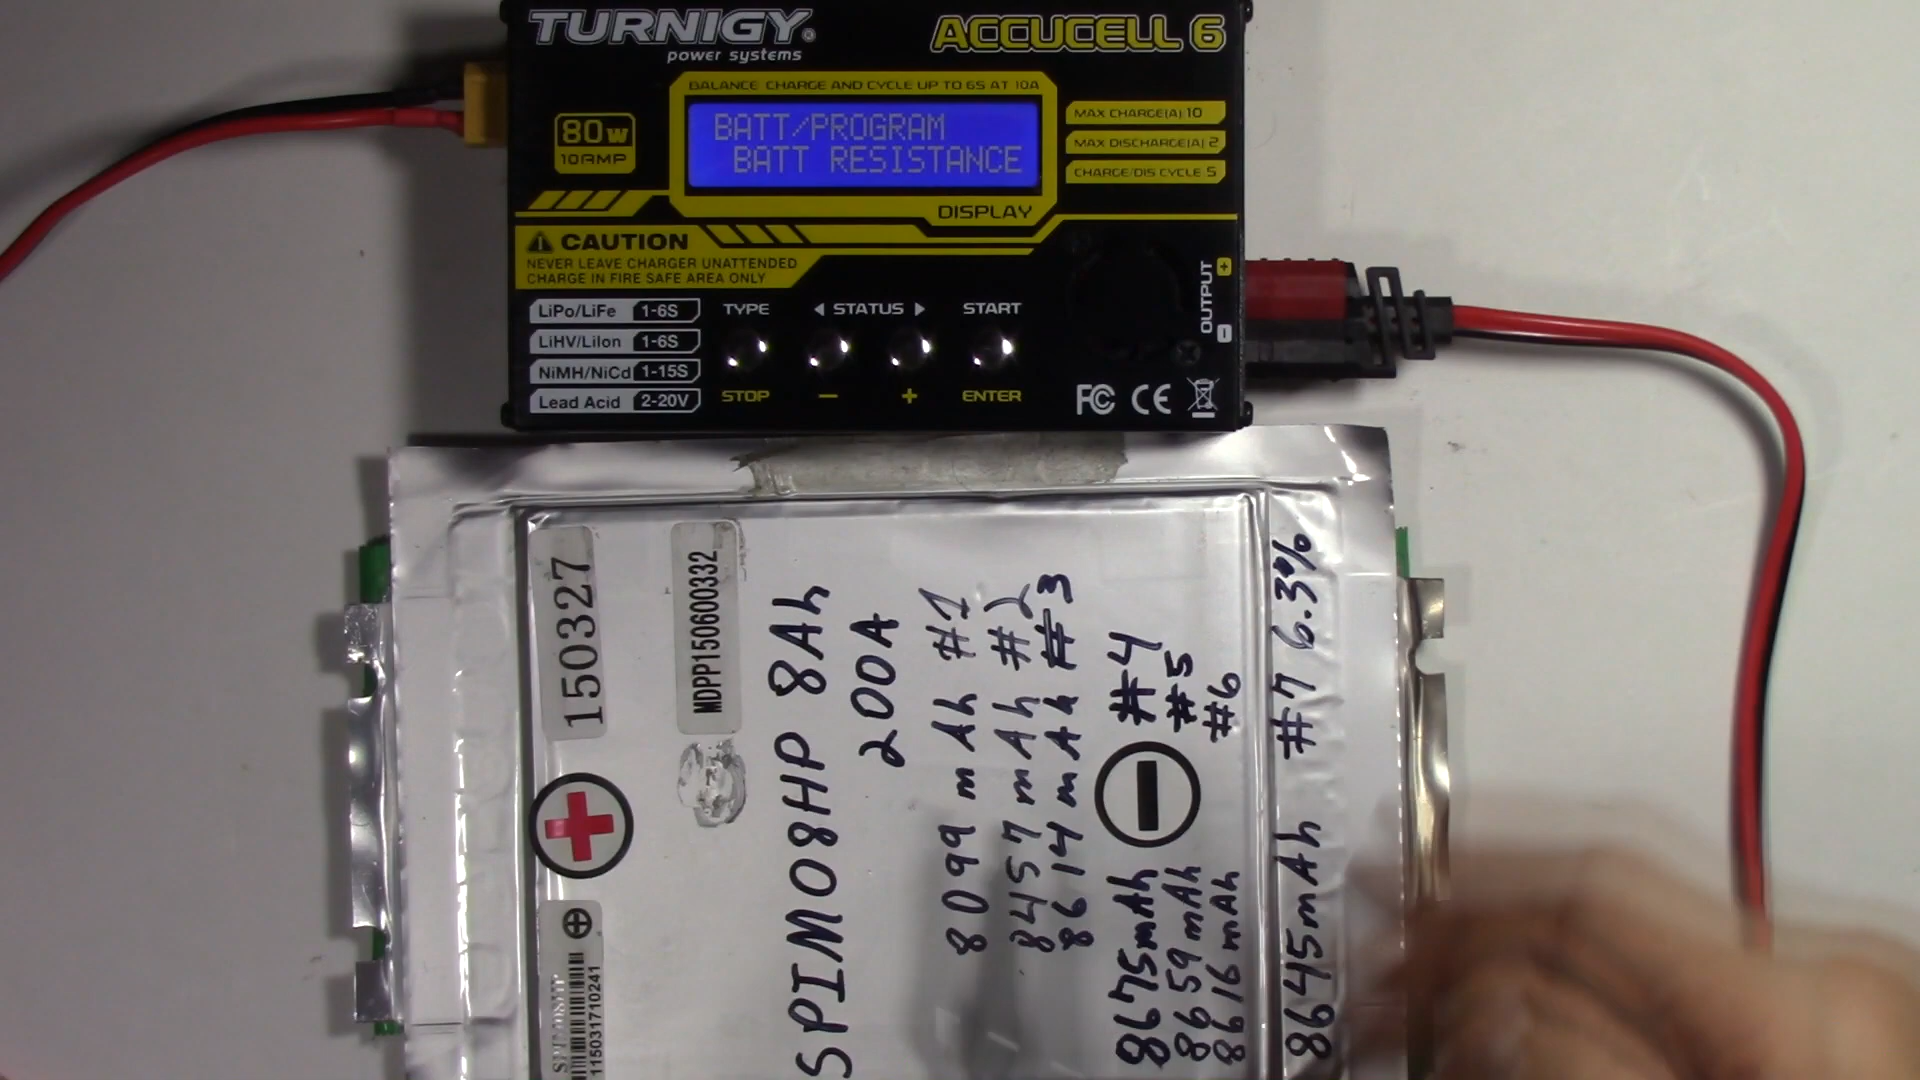 TURNIGY
power systems
ACCUCELL 6
BALANCE CHARGE AND CYCLE UP TO 6S AT 10A
BATT/PROGRAM
BATT RESISTANCE
DISPLAY
80W
10AMP
MAX CHARGE(A) 10
MAX DISCHARGE(A) 2
CHARGE/DIS CYCLE 5
CAUTION
NEVER LEAVE CHARGER UNATTENDED
CHARGE IN FIRE SAFE AREA ONLY
LiPo/LiFe 1-6S
LiHV/LiIon 1-6S
NiMH/NiCd 1-15S
Lead Acid 2-20V
TYPE ◀ STATUS ▶ START
STOP − + ENTER
OUTPUT
− +
FC CE
150327
MDPP150600332
SPIM08HP
115031710241
SPIM08HP 8Ah
200A
8099 mAh #1
8457 mAh #2
8614 mAh #3
8675mAh #4
8659mAh #5
8616mAh #6
8645mAh #7 6.3%